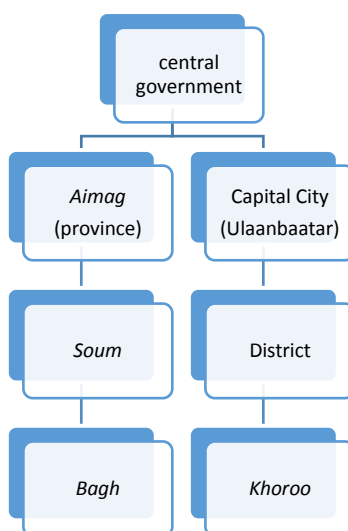 central
government
Aimag
(province)
Capital City
(Ulaanbaatar)
Soum
District
Bagh
Khoroo